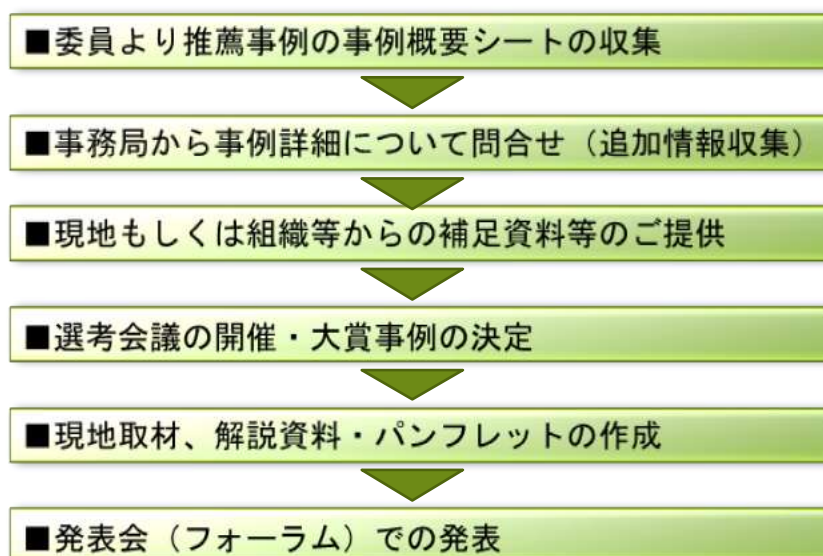 ■委員より推薦事例の事例概要シートの収集
■事務局から事例詳細について問合せ（追加情報収集）
■現地もしくは組織等からの補足資料等のご提供
■選考会議の開催・大賞事例の決定
■現地取材、解説資料・パンフレットの作成
■発表会（フォーラム）での発表